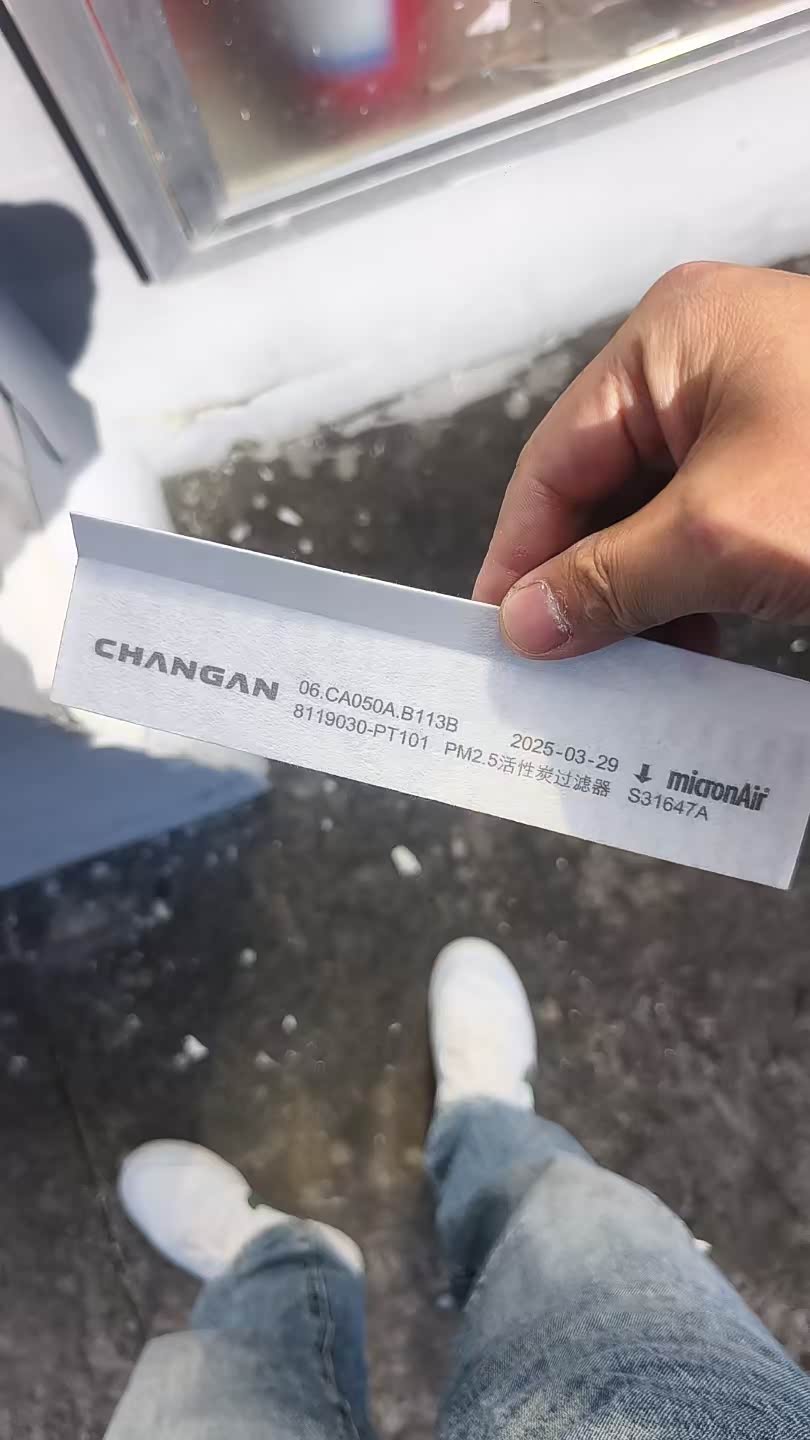 CHANGAN
06.CA050A.B113B 2025-03-29
8119030-PT101 PM2.5活性炭过滤器 S31647A
micronAir